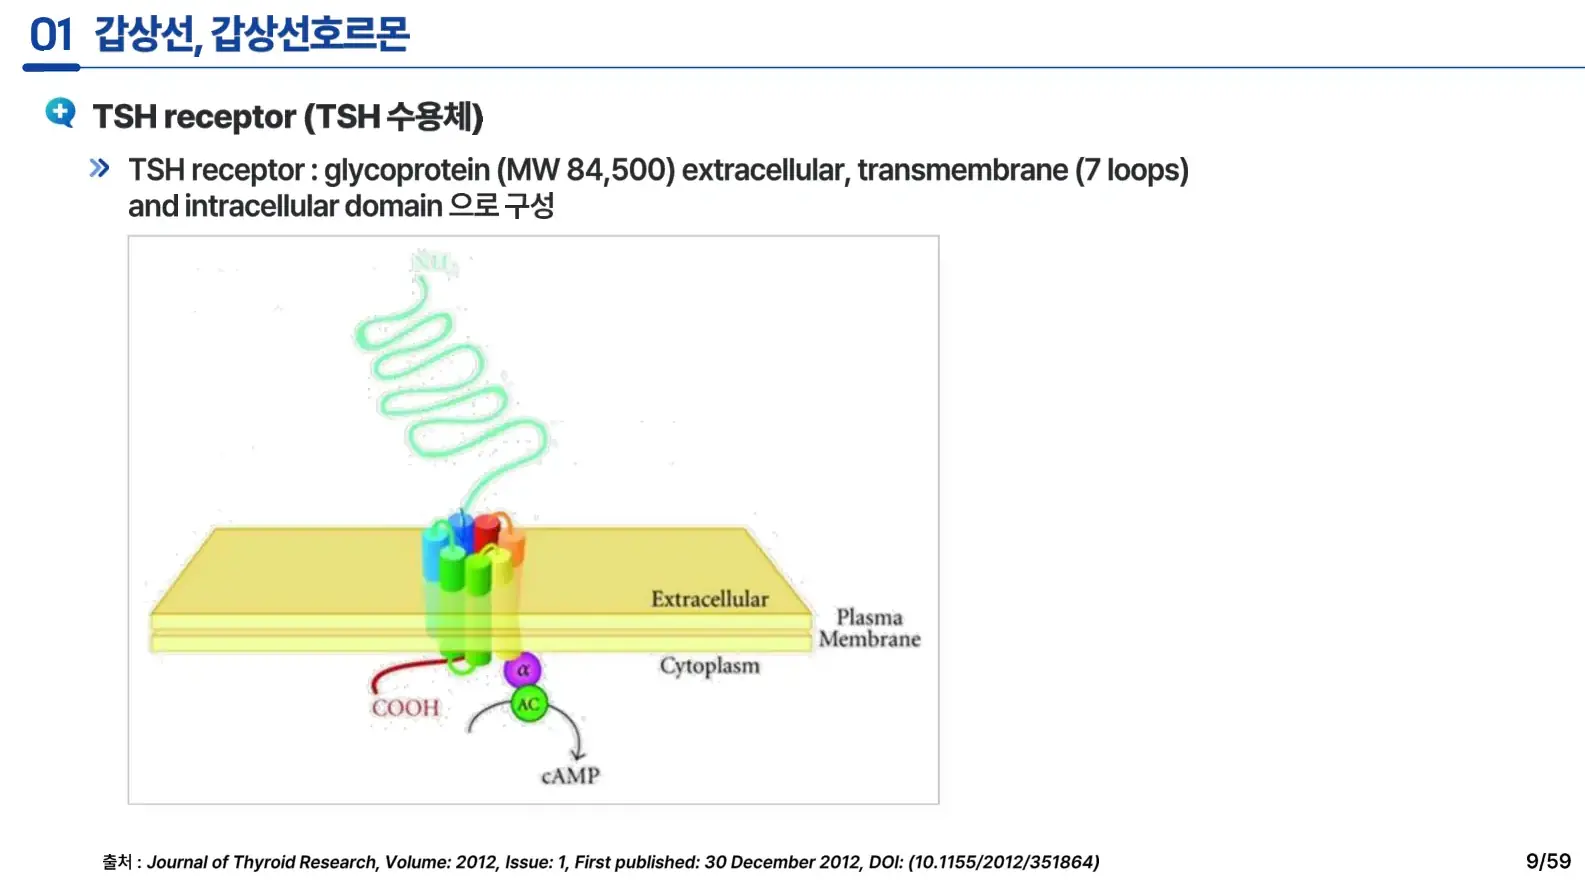 01 갑상선, 갑상선호르몬
TSH receptor (TSH 수용체)
TSH receptor : glycoprotein (MW 84,500) extracellular, transmembrane (7 loops)
and intracellular domain 으로 구성
NH₂
Extracellular
Plasma
Membrane
Cytoplasm
α
COOH
AC
cAMP
출처 : Journal of Thyroid Research, Volume: 2012, Issue: 1, First published: 30 December 2012, DOI: (10.1155/2012/351864)
9/59